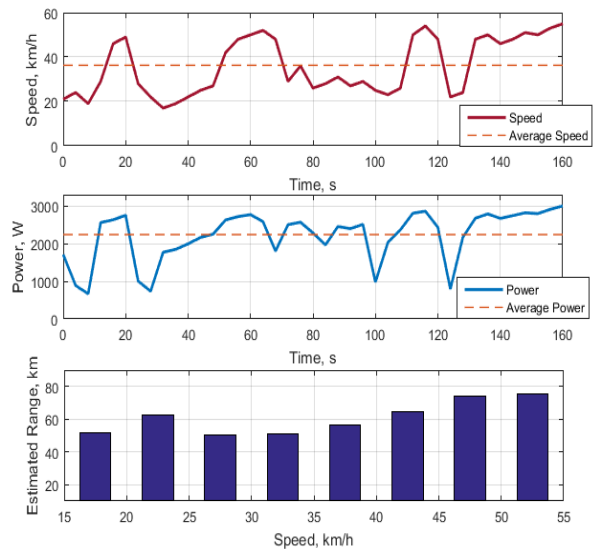 60
40
20
0
Speed, km/h
0 20 40 60 80 100 120 140 160
Time, s
Speed
Average Speed
3000
2000
1000
0
Power, W
0 20 40 60 80 100 120 140 160
Time, s
Power
Average Power
80
60
40
20
Estimated Range, km
15 20 25 30 35 40 45 50 55
Speed, km/h